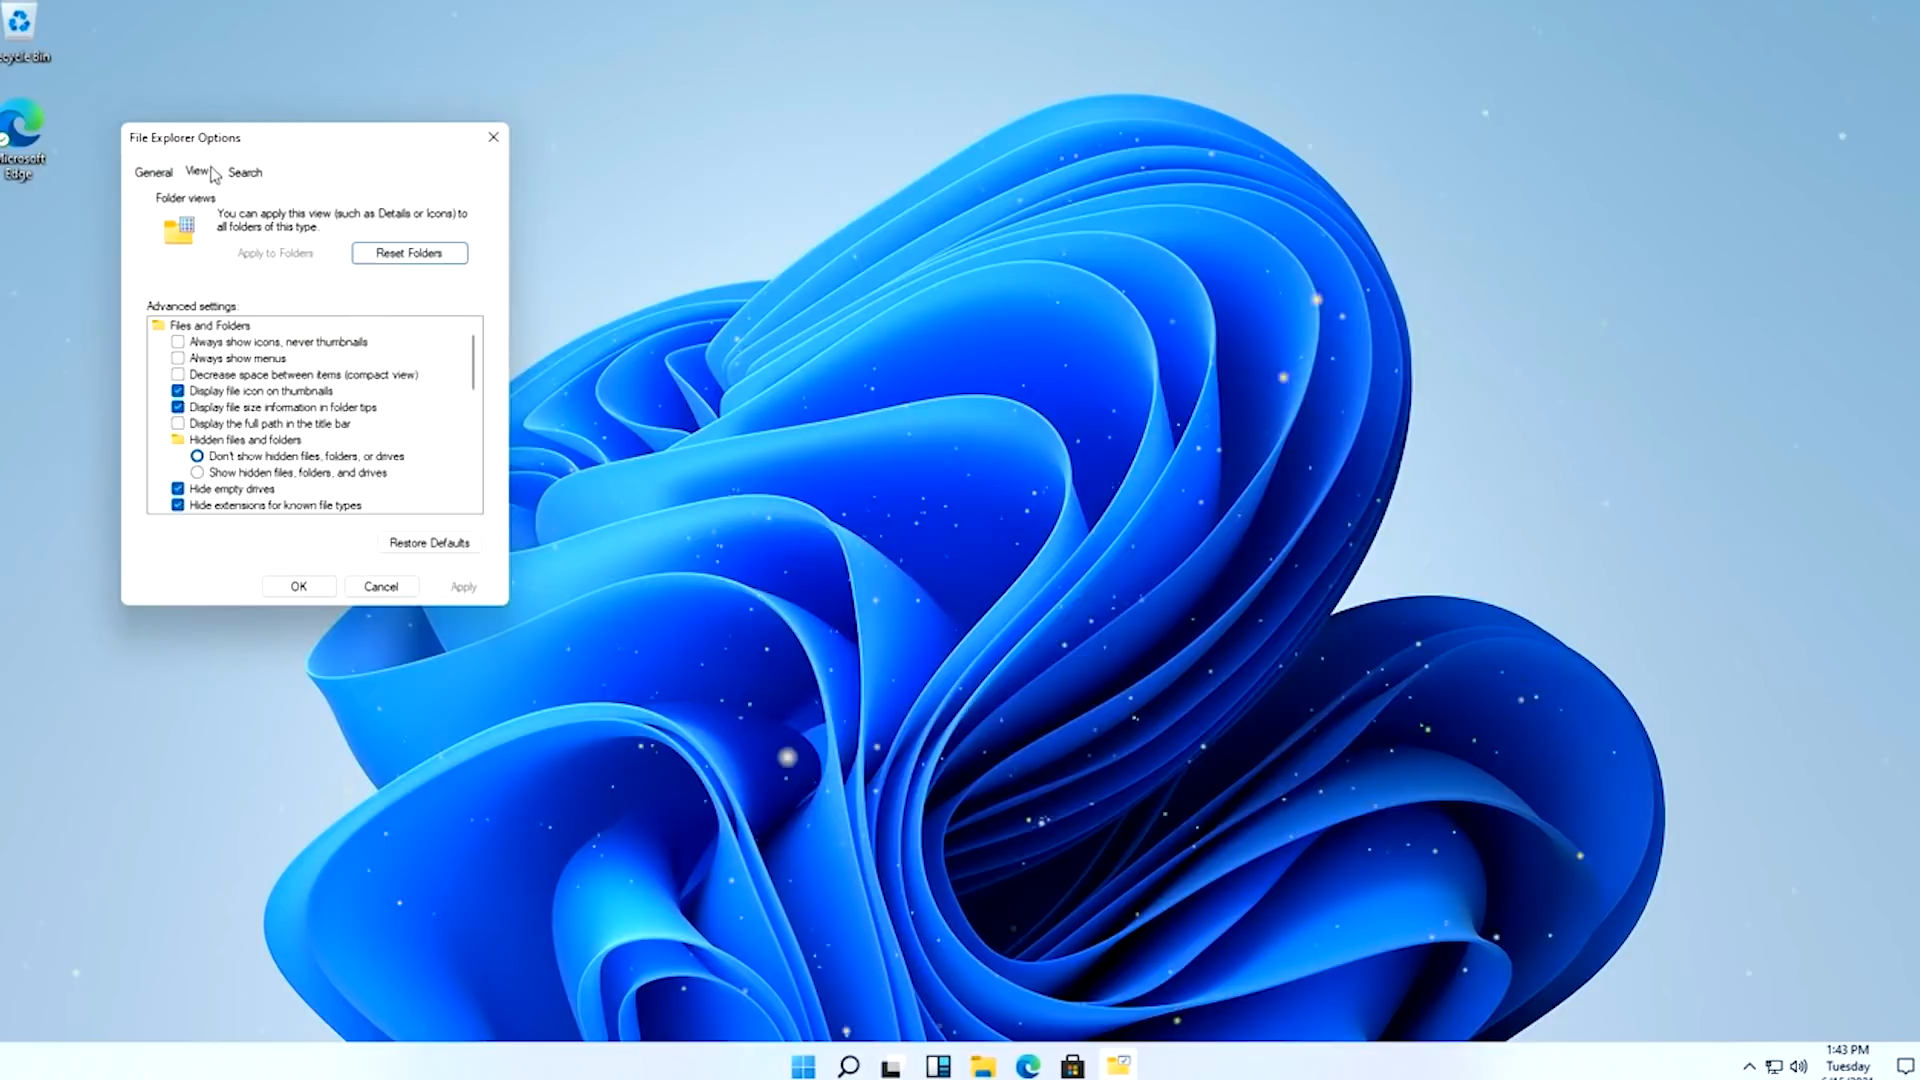 File Explorer Options
General View Search
Folder views
You can apply this view (such as Details or Icons) to
all folders of this type.
Apply to Folders Reset Folders
Advanced settings:
Files and Folders
Always show icons, never thumbnails
Always show menus
Decrease space between items (compact view)
Display file icon on thumbnails
Display file size information in folder tips
Display the full path in the title bar
Hidden files and folders
Don't show hidden files, folders, or drives
Show hidden files, folders, and drives
Hide empty drives
Hide extensions for known file types
Restore Defaults
OK Cancel Apply
Bin
Edge
1:43 PM
Tuesday